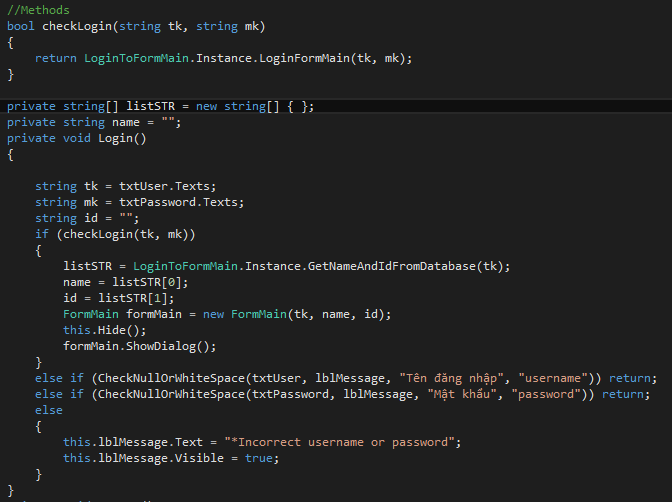 //Methods
bool checkLogin(string tk, string mk)
{
return LoginToFormMain.Instance.LoginFormMain(tk, mk);
}
private string[] listSTR = new string[] { };
private string name = "";
private void Login()
{
string tk = txtUser.Texts;
string mk = txtPassword.Texts;
string id = "";
if (checkLogin(tk, mk))
{
listSTR = LoginToFormMain.Instance.GetNameAndIdFromDatabase(tk);
name = listSTR[0];
id = listSTR[1];
FormMain formMain = new FormMain(tk, name, id);
this.Hide();
formMain.ShowDialog();
}
else if (CheckNullOrWhiteSpace(txtUser, lblMessage, "Tên đăng nhập", "username")) return;
else if (CheckNullOrWhiteSpace(txtPassword, lblMessage, "Mật khẩu", "password")) return;
else
{
this.lblMessage.Text = "*Incorrect username or password";
this.lblMessage.Visible = true;
}
}